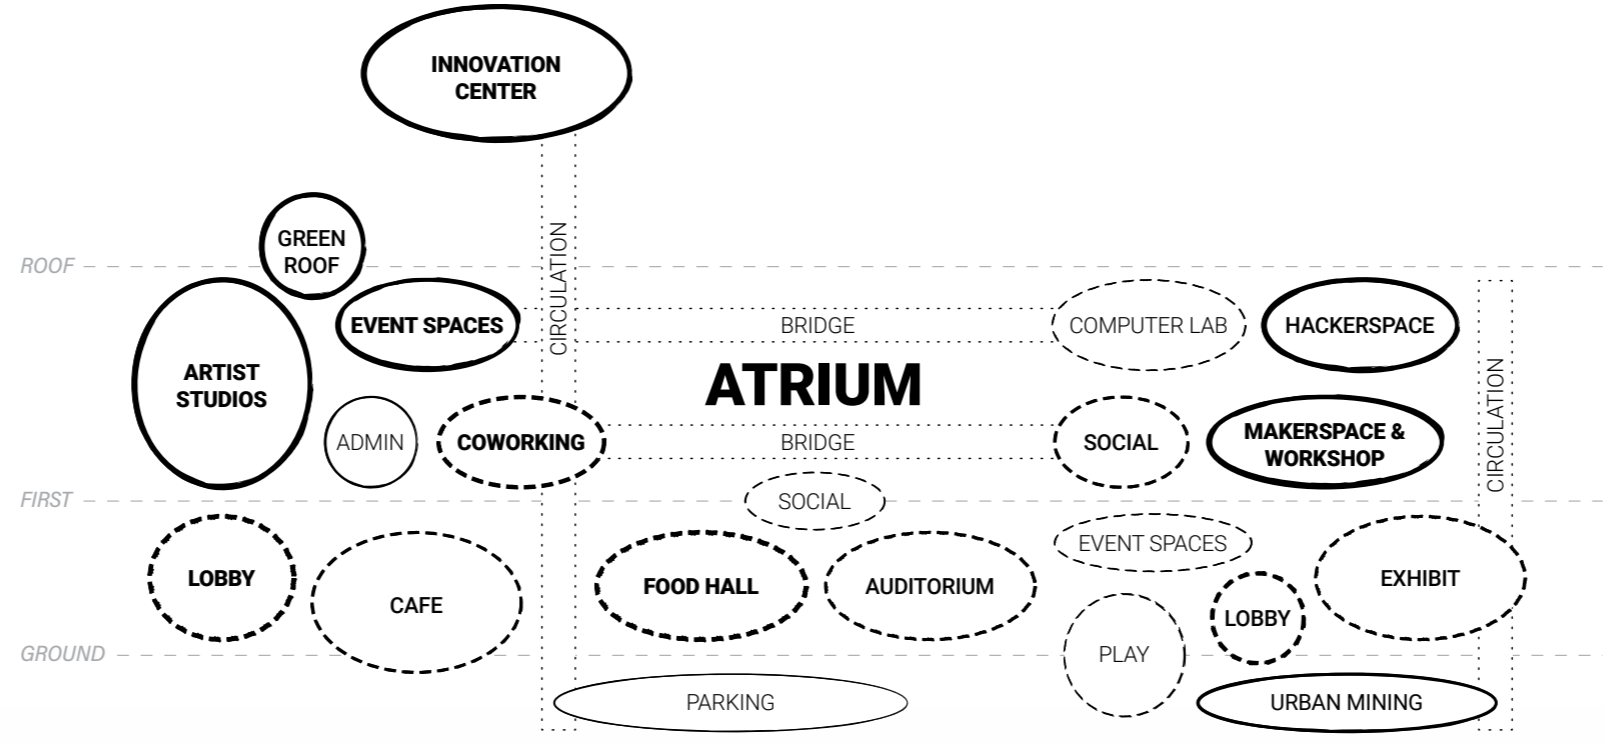 INNOVATION
CENTER
GREEN
ROOF
ROOF
CIRCULATION
EVENT SPACES
BRIDGE
COMPUTER LAB
HACKERSPACE
ARTIST
STUDIOS
ATRIUM
CIRCULATION
ADMIN
COWORKING
BRIDGE
SOCIAL
MAKERSPACE &
WORKSHOP
FIRST
SOCIAL
EVENT SPACES
LOBBY
CAFE
FOOD HALL
AUDITORIUM
EXHIBIT
LOBBY
GROUND
PLAY
PARKING
URBAN MINING